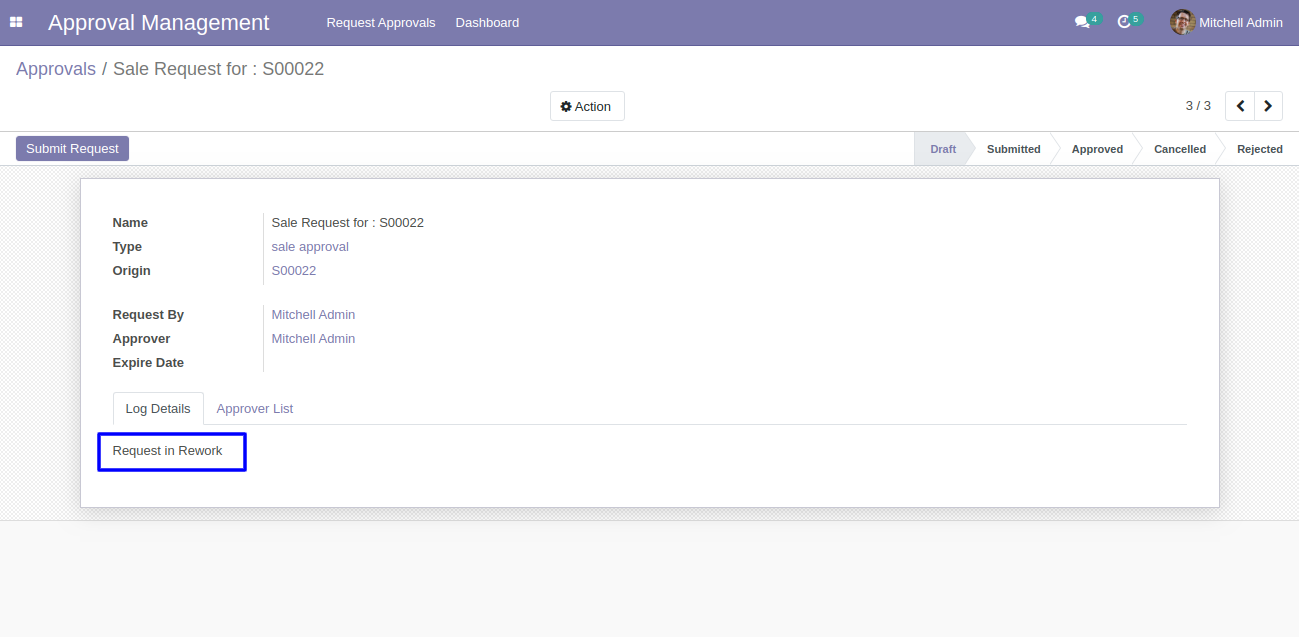 Approval Management Request Approvals Dashboard 4 5 Mitchell Admin
Approvals / Sale Request for : S00022
Action 3 / 3
Submit Request Draft Submitted Approved Cancelled Rejected
Name Sale Request for : S00022
Type sale approval
Origin S00022
Request By Mitchell Admin
Approver Mitchell Admin
Expire Date
Log Details Approver List
Request in Rework